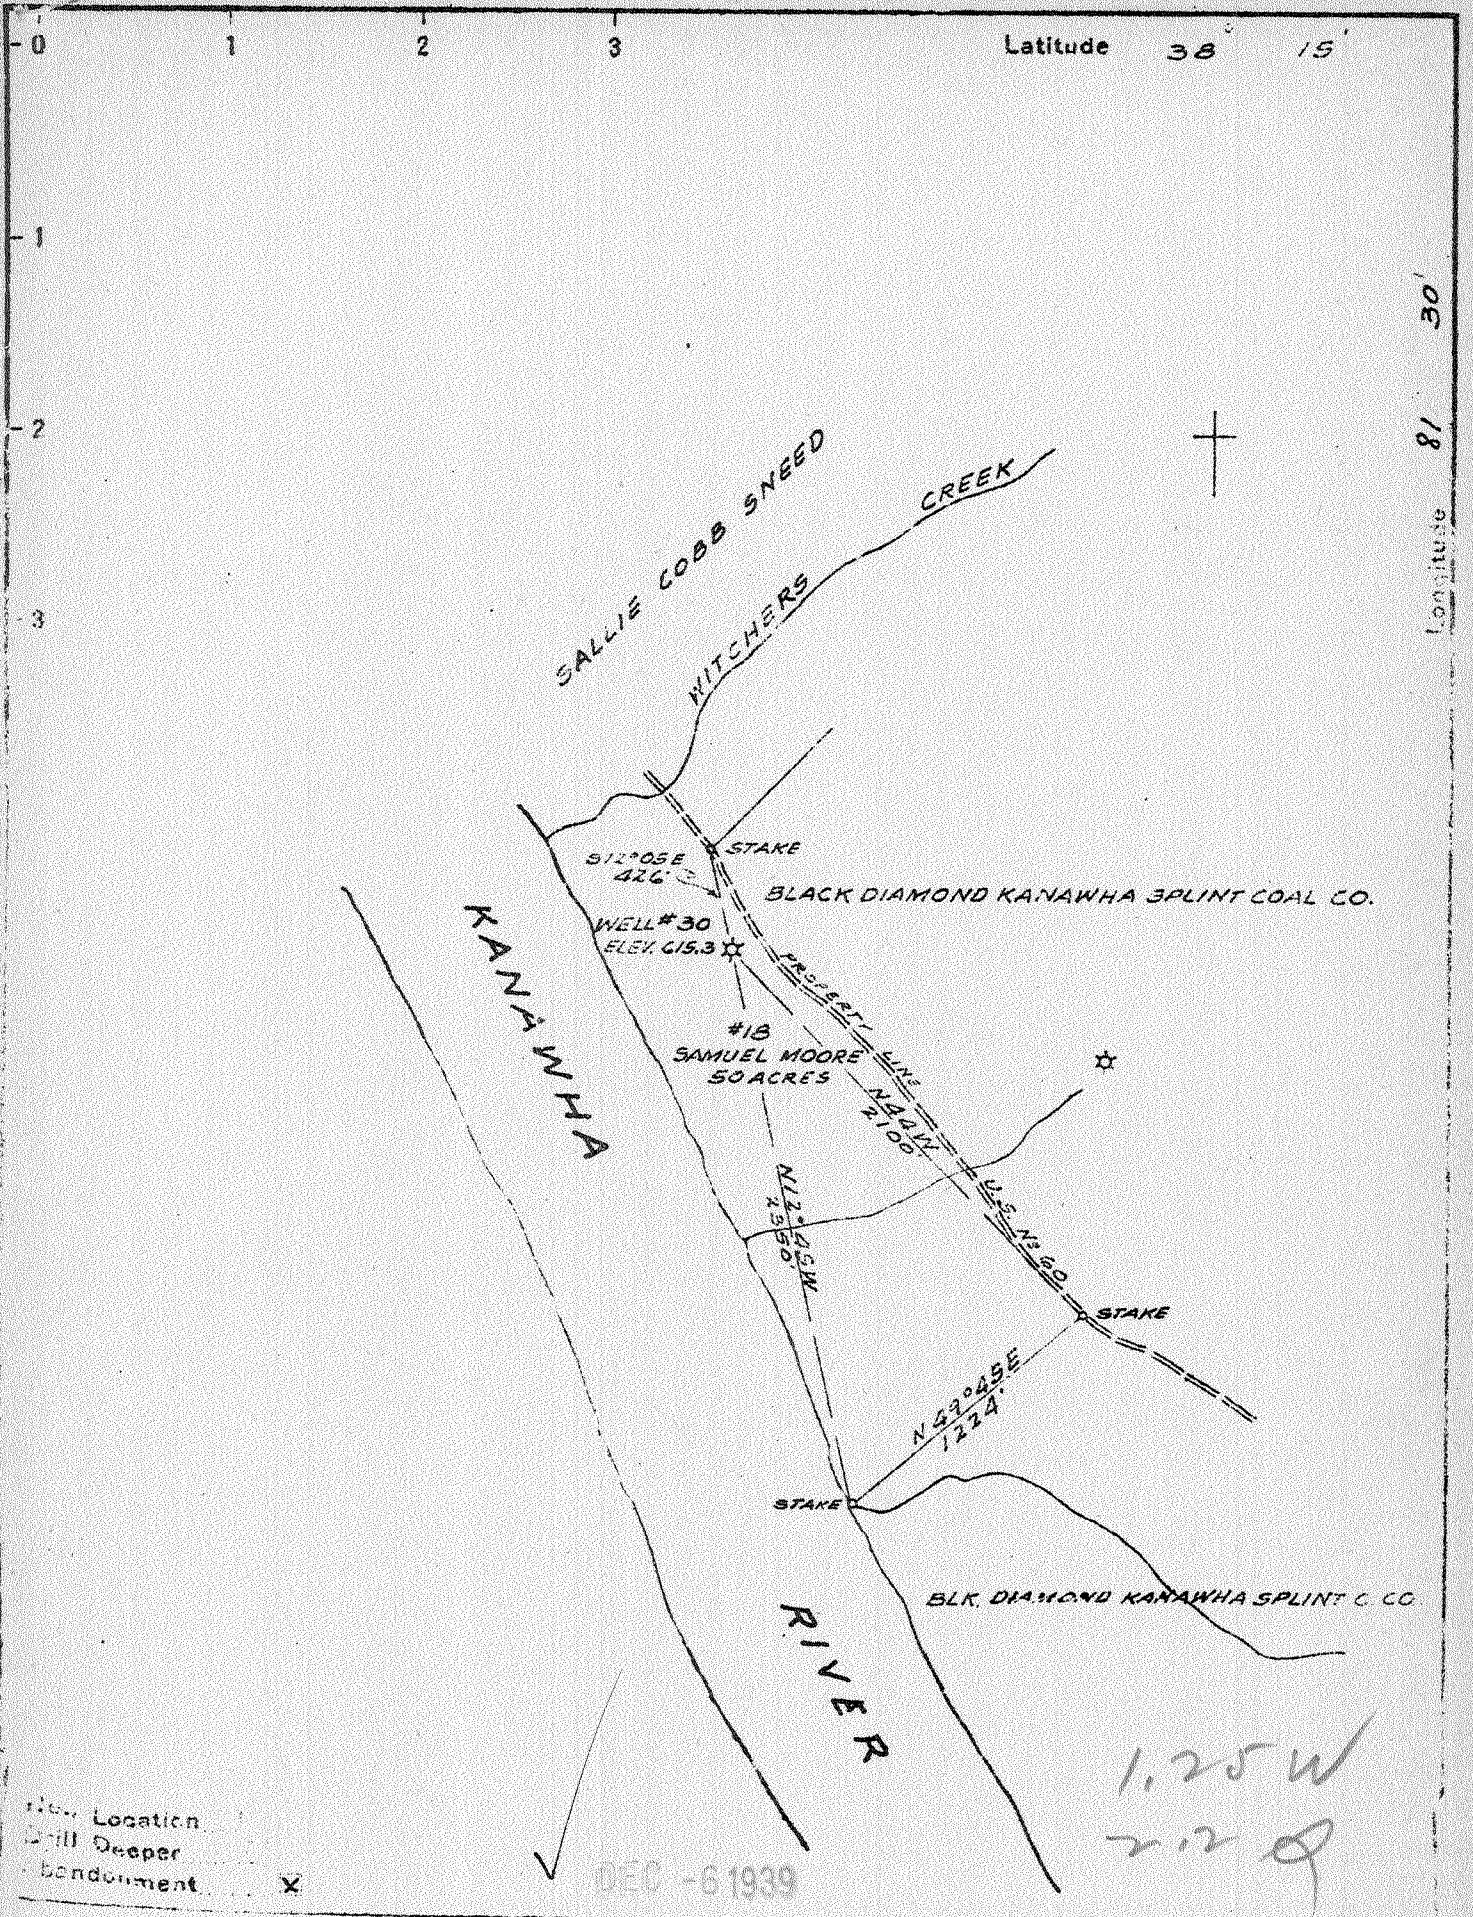 0 1 2 3 Latitude 38° 15'
1
2
3
Longitude 81 30'
SALLIE COBB SNEED
WITCHERS CREEK
STAKE
S12°05E
426'
BLACK DIAMOND KANAWHA SPLINT COAL CO.
WELL #30
ELEV. 615.3
KANAWHA
PROPERTY LINE
#18
SAMUEL MOORE
50 ACRES
N44W
2100'
N12°45W
2350'
U.S. No 60
STAKE
N49°45E
1224'
STAKE
BLK. DIAMOND KANAWHA SPLINT C. CO
RIVER
1.25 W
2.2
New Location
Drill Deeper
Abandonment X
DEC -6 1939